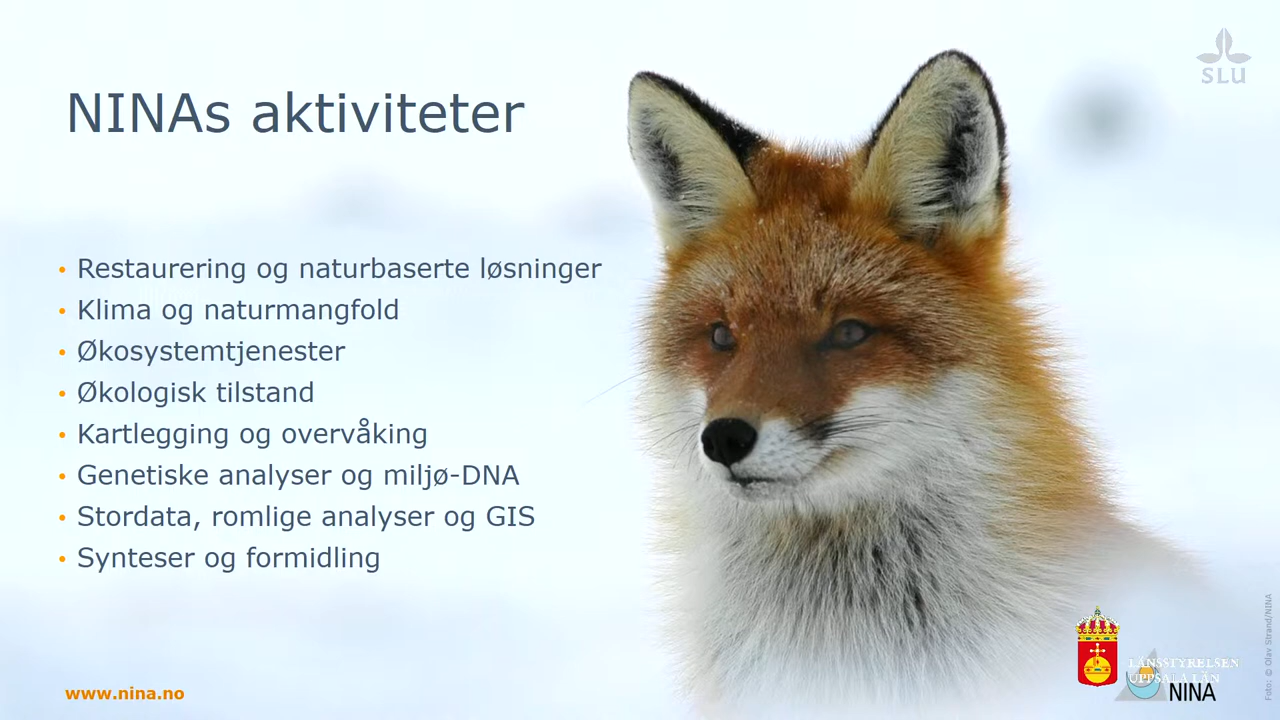 SLU
NINAs aktiviteter
• Restaurering og naturbaserte løsninger
• Klima og naturmangfold
• Økosystemtjenester
• Økologisk tilstand
• Kartlegging og overvåking
• Genetiske analyser og miljø-DNA
• Stordata, romlige analyser og GIS
• Synteser og formidling
www.nina.no
LÄNSSTYRELSEN
UPPSALA LÄN
NINA
Foto: © Olav Strand/NINA